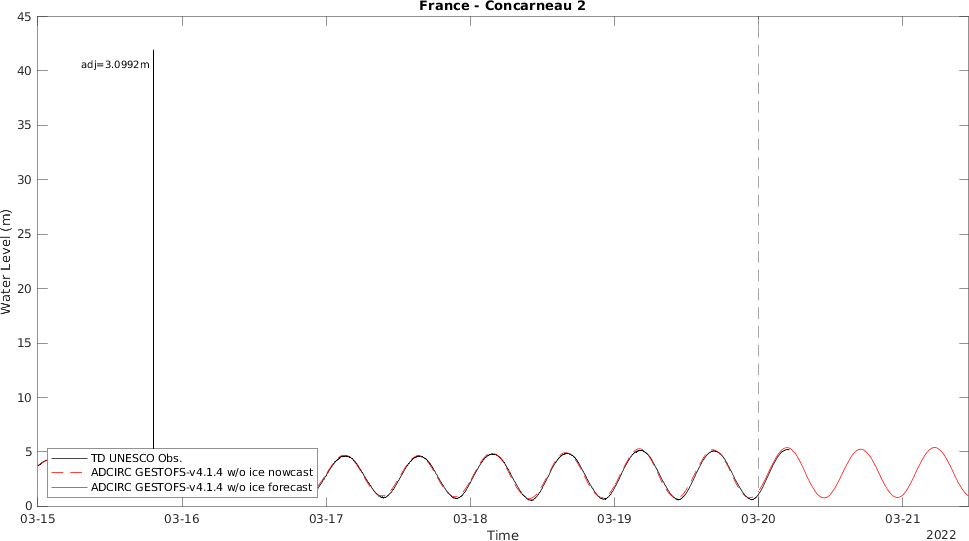 France - Concarneau 2
45
40
35
30
25
20
15
10
5
0
Water Level (m)
adj=3.0992m
TD UNESCO Obs.
ADCIRC GESTOFS-v4.1.4 w/o ice nowcast
ADCIRC GESTOFS-v4.1.4 w/o ice forecast
03-15 03-16 03-17 03-18 03-19 03-20 03-21
Time
2022